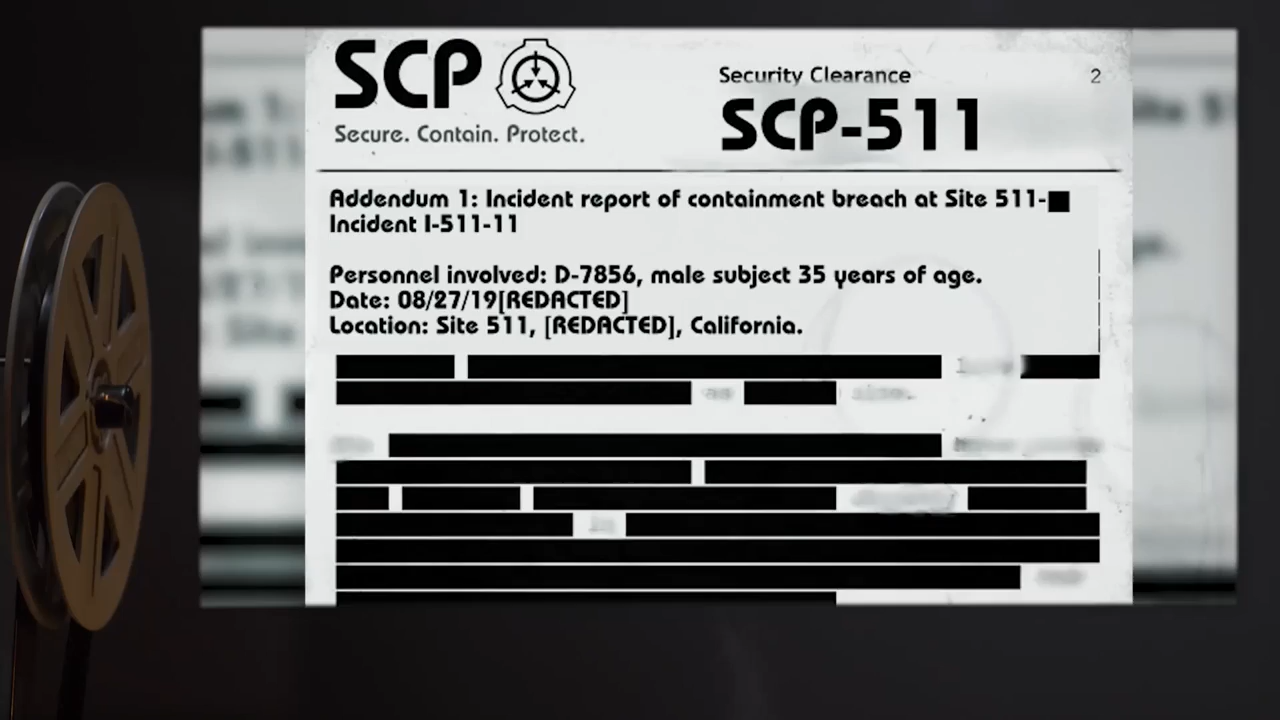 SCP
Secure. Contain. Protect.
Security Clearance 2
SCP-511
Addendum 1: Incident report of containment breach at Site 511-■
Incident I-511-11
Personnel involved: D-7856, male subject 35 years of age.
Date: 08/27/19[REDACTED]
Location: Site 511, [REDACTED], California.